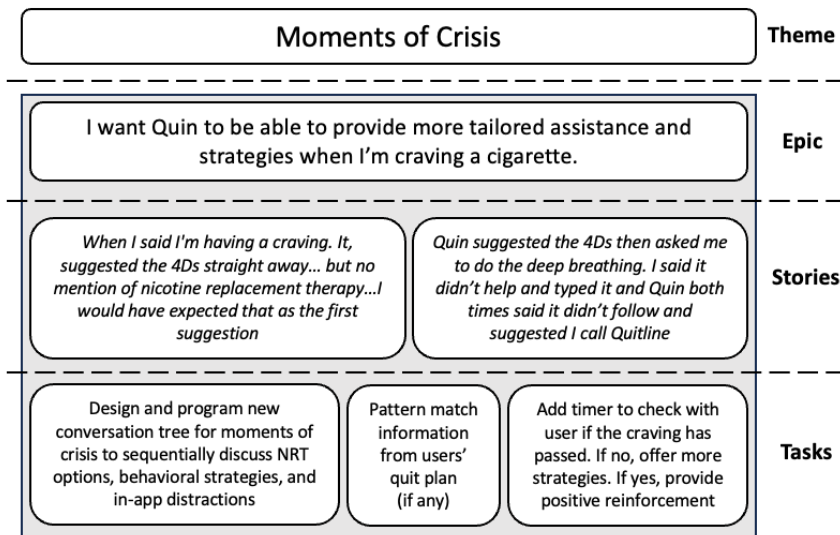 Moments of Crisis
Theme
I want Quin to be able to provide more tailored assistance and
strategies when I'm craving a cigarette.
Epic
When I said I'm having a craving. It,
suggested the 4Ds straight away... but no
mention of nicotine replacement therapy...I
would have expected that as the first
suggestion
Quin suggested the 4Ds then asked me
to do the deep breathing. I said it
didn't help and typed it and Quin both
times said it didn't follow and
suggested I call Quitline
Stories
Design and program new
conversation tree for moments of
crisis to sequentially discuss NRT
options, behavioral strategies, and
in-app distractions
Pattern match
information
from users'
quit plan
(if any)
Add timer to check with
user if the craving has
passed. If no, offer more
strategies. If yes, provide
positive reinforcement
Tasks